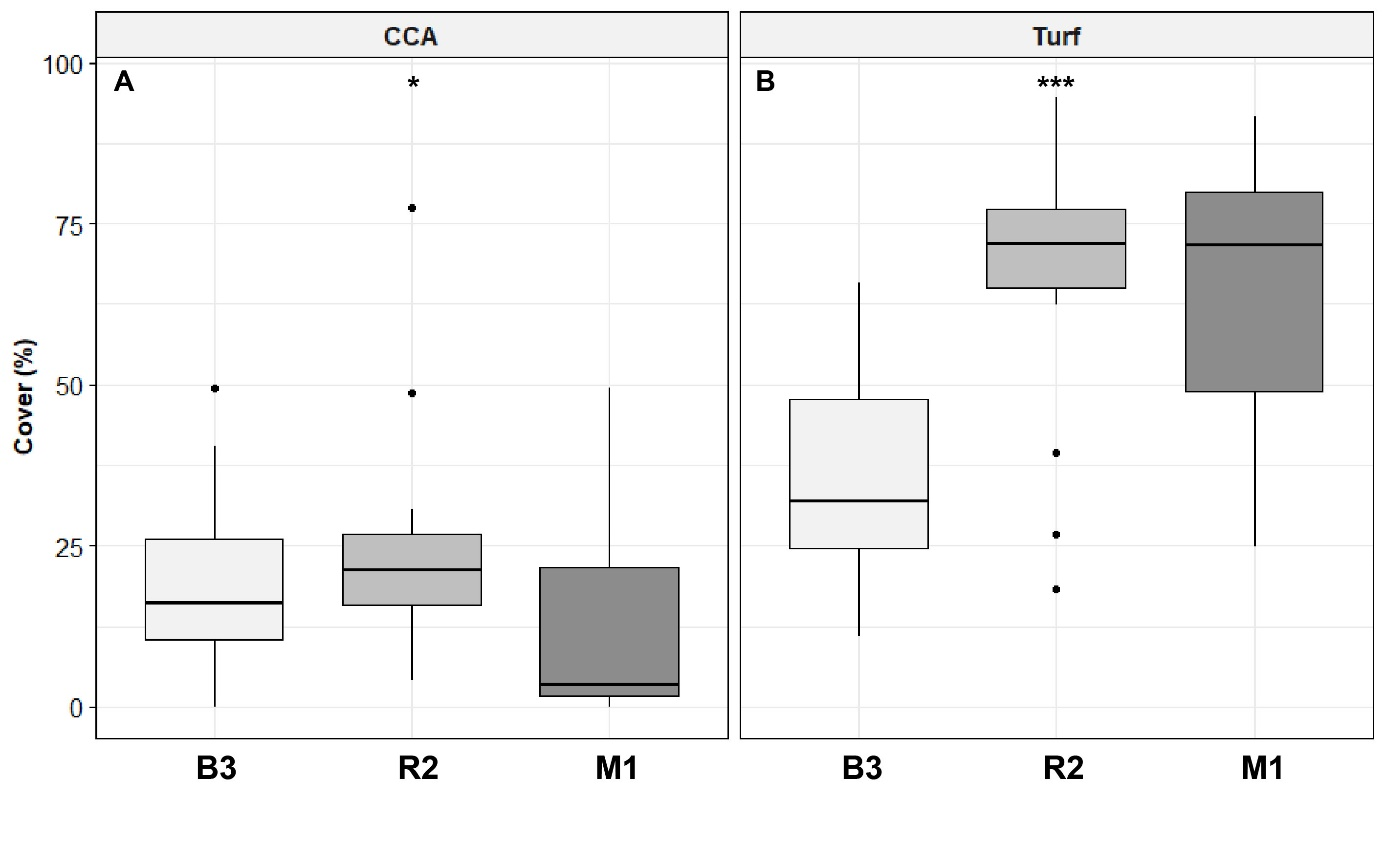 CCA Turf
A * B ***
100
75
50
25
0
Cover (%)
B3 R2 M1 B3 R2 M1